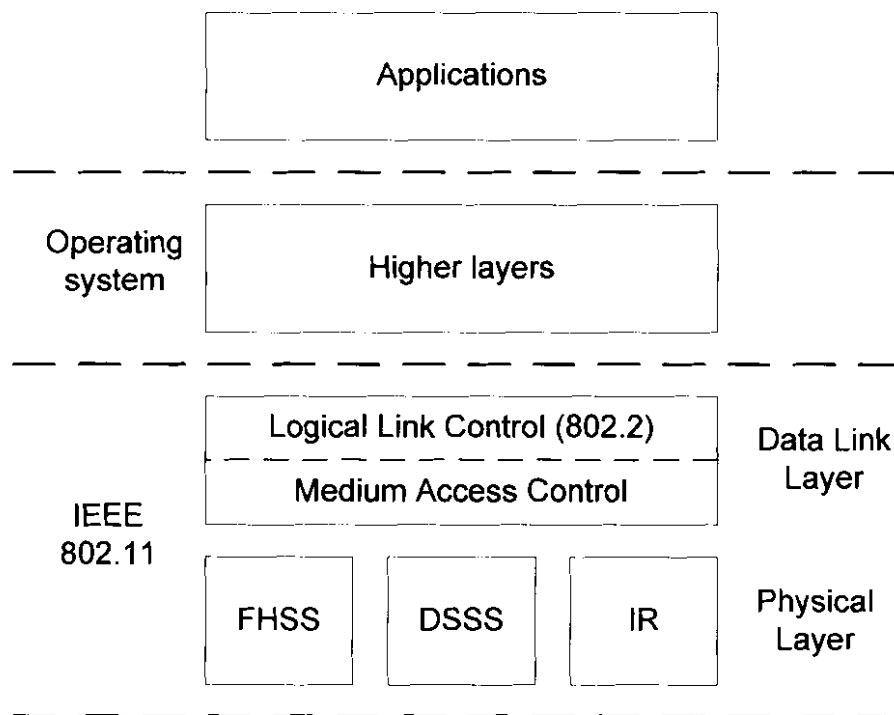 Applications
Operating
system
Higher layers
Logical Link Control (802.2)
Medium Access Control
Data Link
Layer
IEEE
802.11
FHSS
DSSS
IR
Physical
Layer